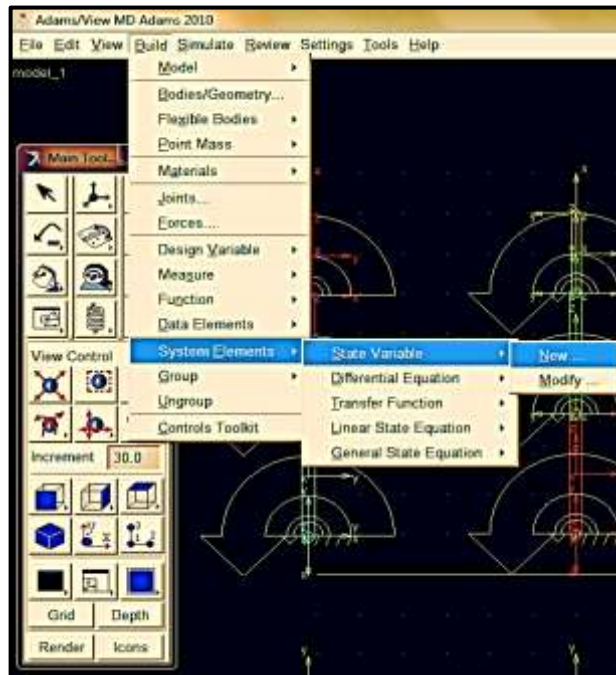 Adams/View MD Adams 2010
File Edit View Build Simulate Review Settings Tools Help
model_1
Model
Bodies/Geometry...
Flexible Bodies
Point Mass
Materials
Joints...
Forces...
Design Variable
Measure
Function
Data Elements
System Elements
Group
Ungroup
Controls Toolkit
State Variable
Differential Equation
Transfer Function
Linear State Equation
General State Equation
New ...
Modify ...
Main Tool...
View Control
Increment 30.0
Grid Depth
Render Icons